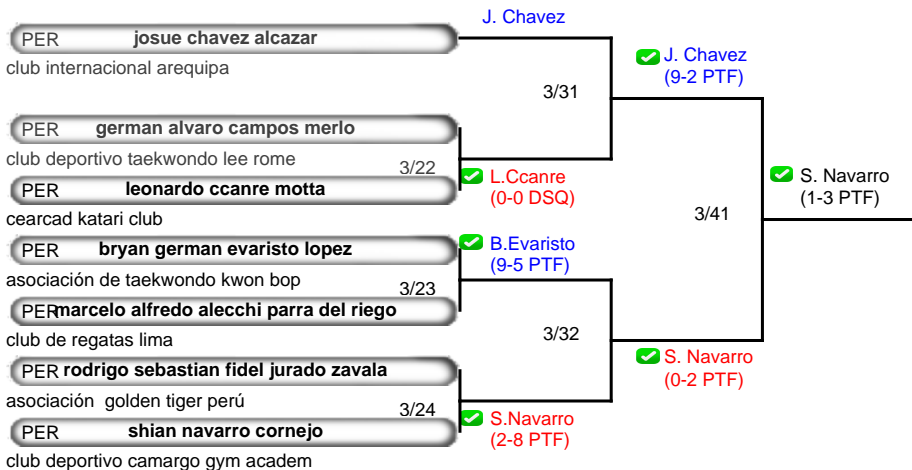 J. Chavez
PER josue chavez alcazar
club internacional arequipa
J. Chavez
(9-2 PTF)
3/31
PER german alvaro campos merlo
club deportivo taekwondo lee rome
3/22
L.Ccanre
(0-0 DSQ)
PER leonardo ccanre motta
cearcad katari club
S. Navarro
(1-3 PTF)
3/41
PER bryan german evaristo lopez
asociación de taekwondo kwon bop
B.Evaristo
(9-5 PTF)
3/23
PER marcelo alfredo alecchi parra del riego
club de regatas lima
3/32
PER rodrigo sebastian fidel jurado zavala
asociación golden tiger perú
S. Navarro
(0-2 PTF)
3/24
S.Navarro
(2-8 PTF)
PER shian navarro cornejo
club deportivo camargo gym academ